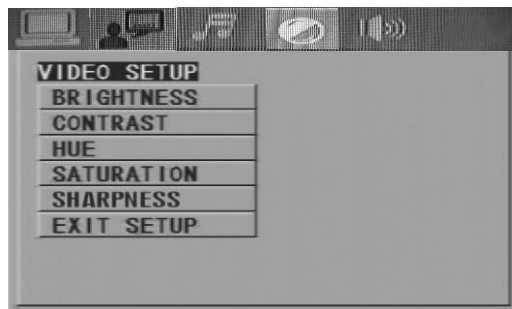 VIDEO SETUP
BRIGHTNESS
CONTRAST
HUE
SATURATION
SHARPNESS
EXIT SETUP